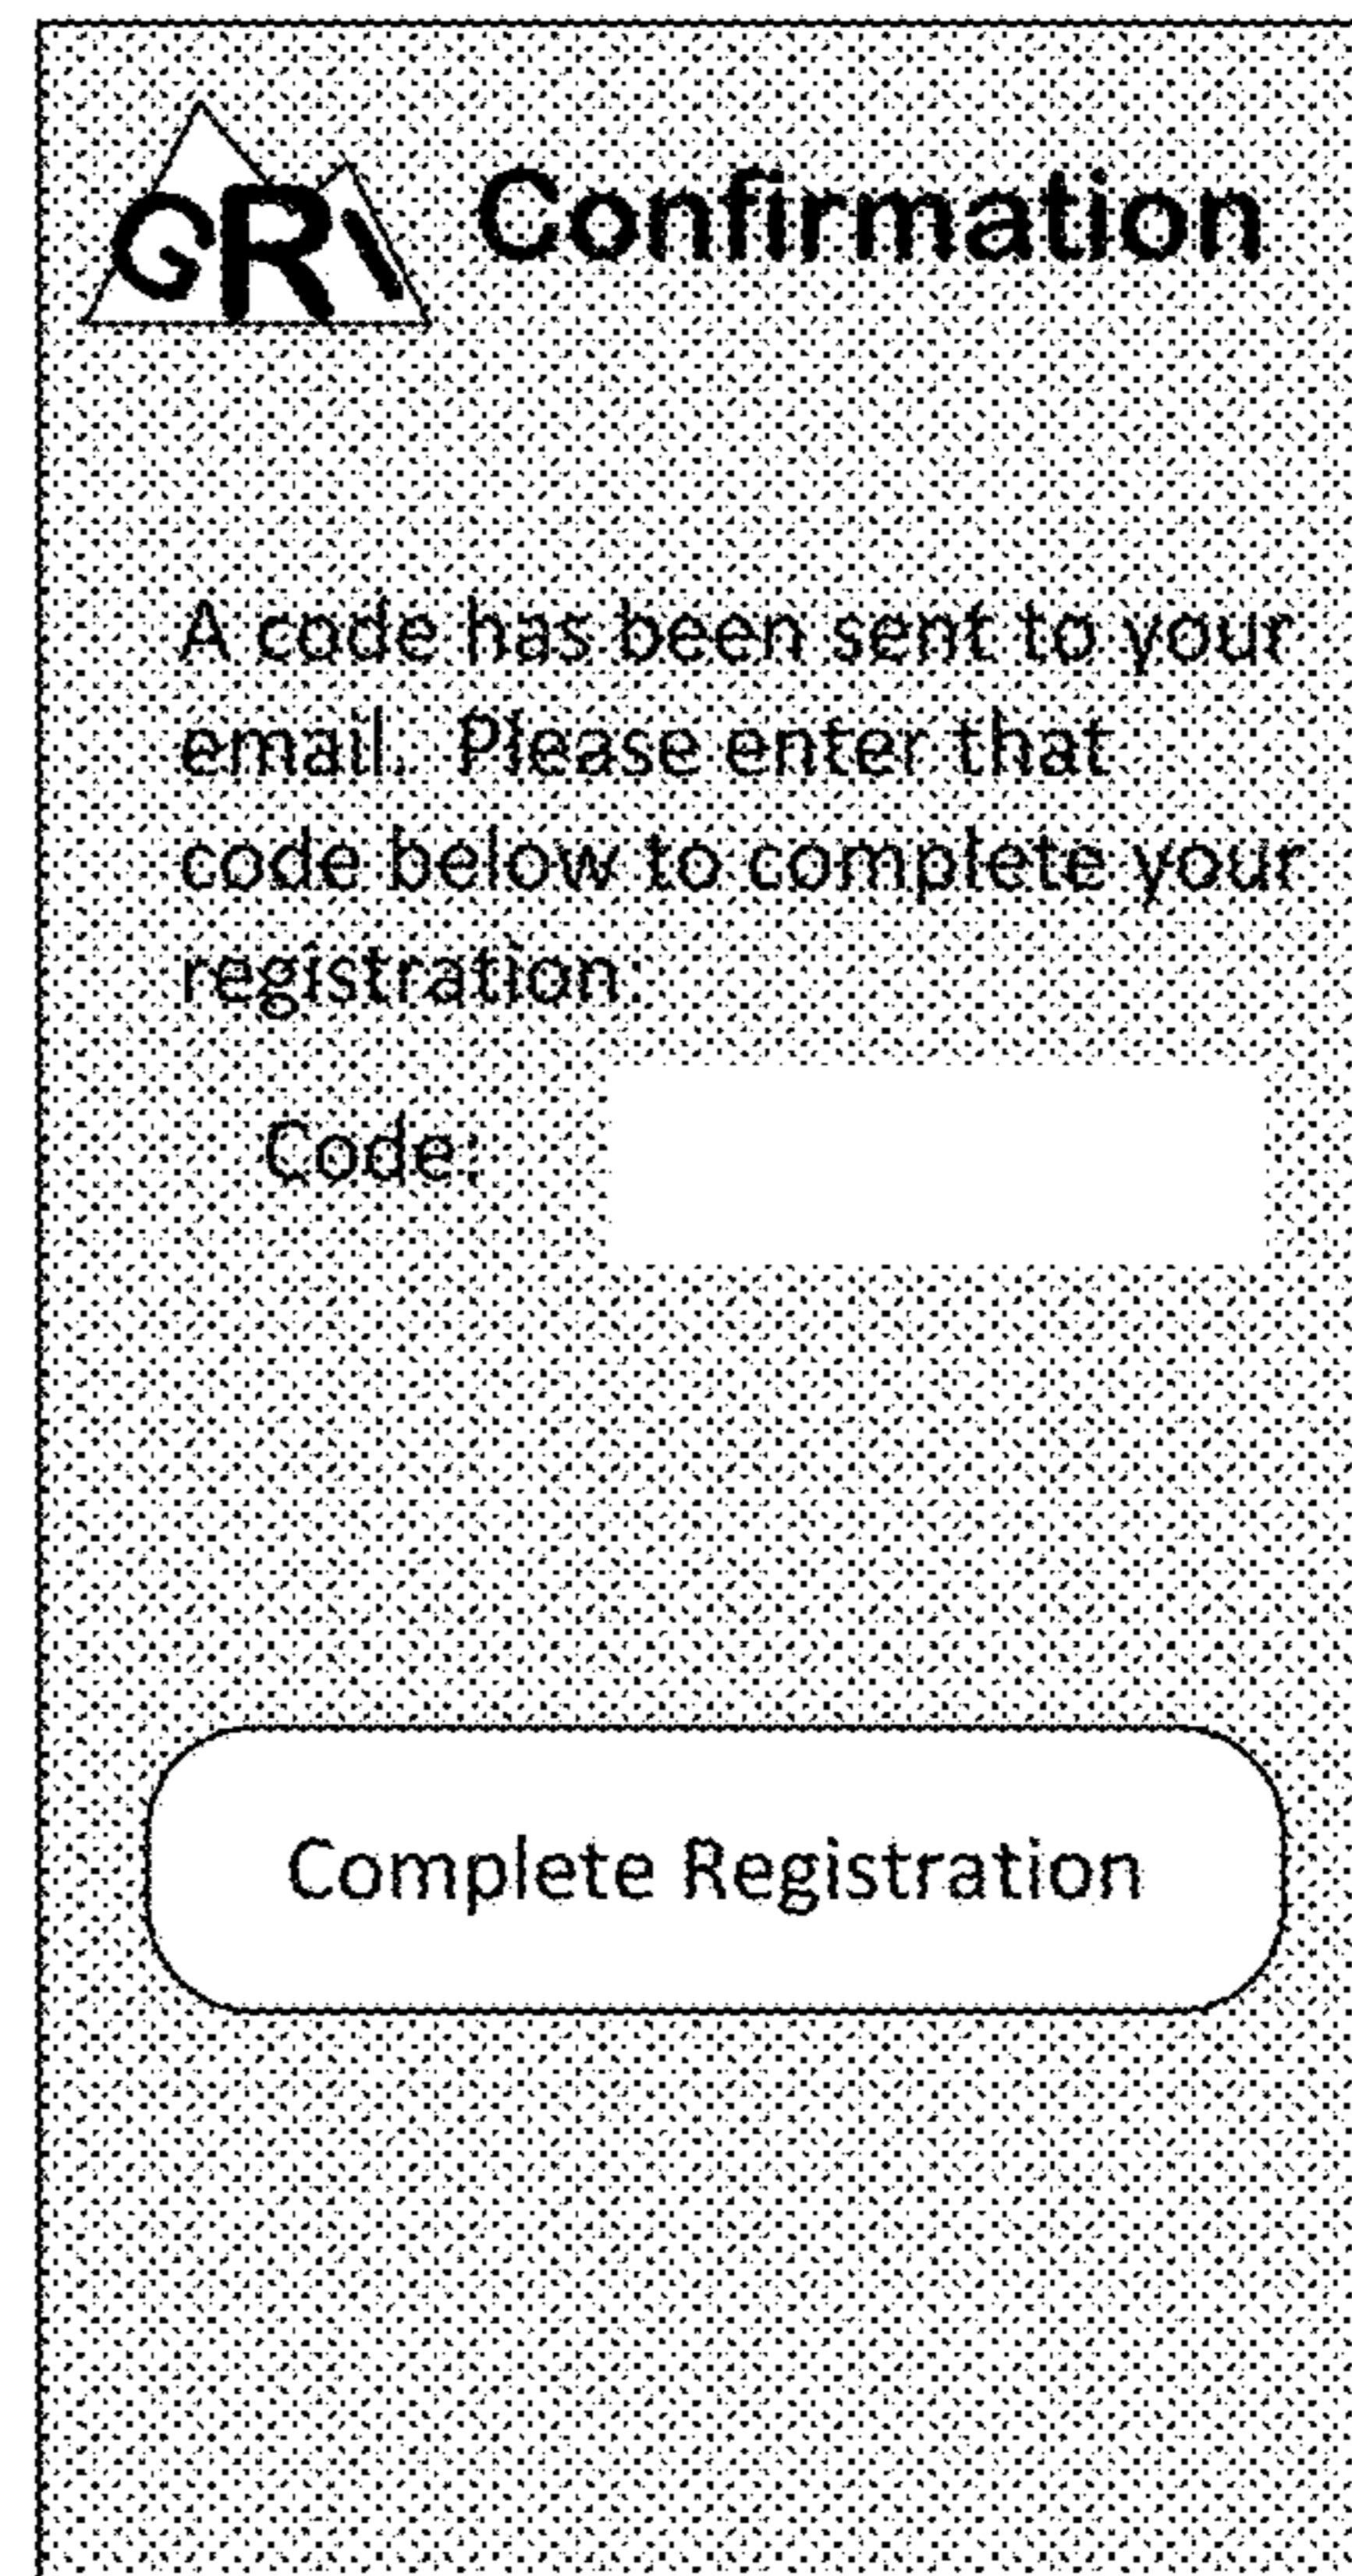 GRI Confirmation
A code has been sent to your
email. Please enter that
code below to complete your
registration:
Code:
Complete Registration